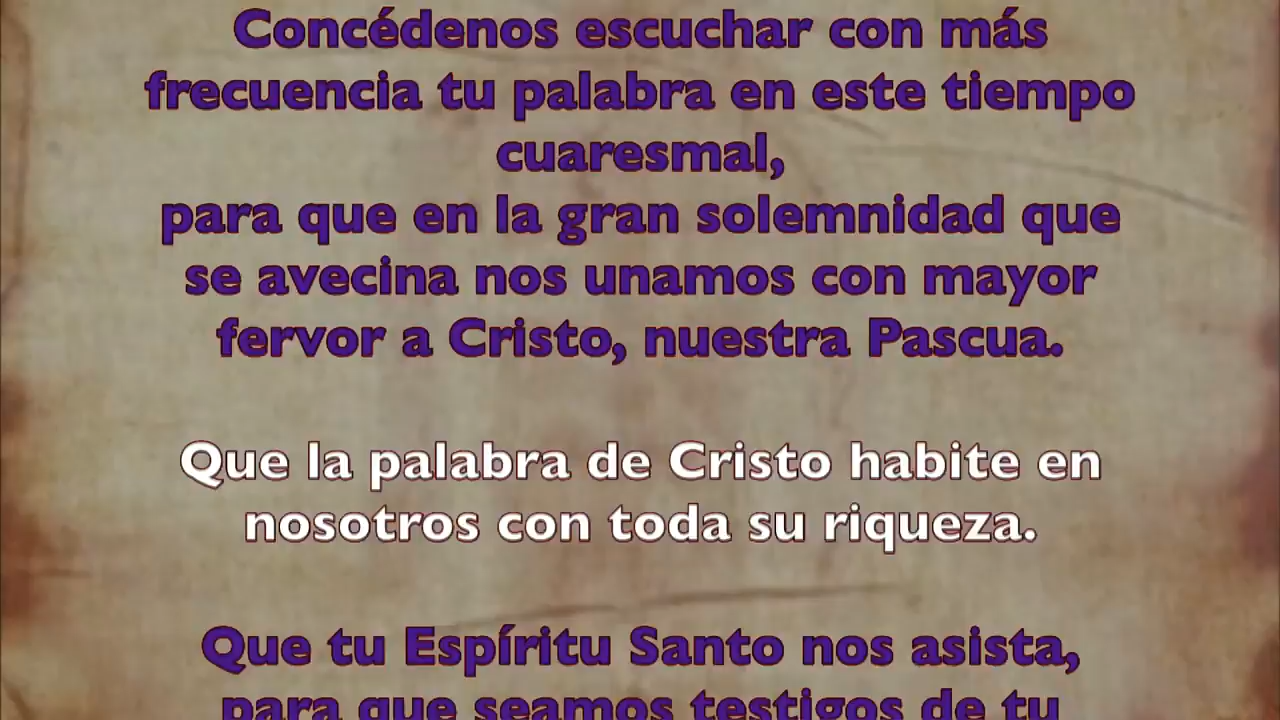 Concédenos escuchar con más
frecuencia tu palabra en este tiempo
cuaresmal,
para que en la gran solemnidad que
se avecina nos unamos con mayor
fervor a Cristo, nuestra Pascua.
Que la palabra de Cristo habite en
nosotros con toda su riqueza.
Que tu Espíritu Santo nos asista,
para que seamos testigos de tu